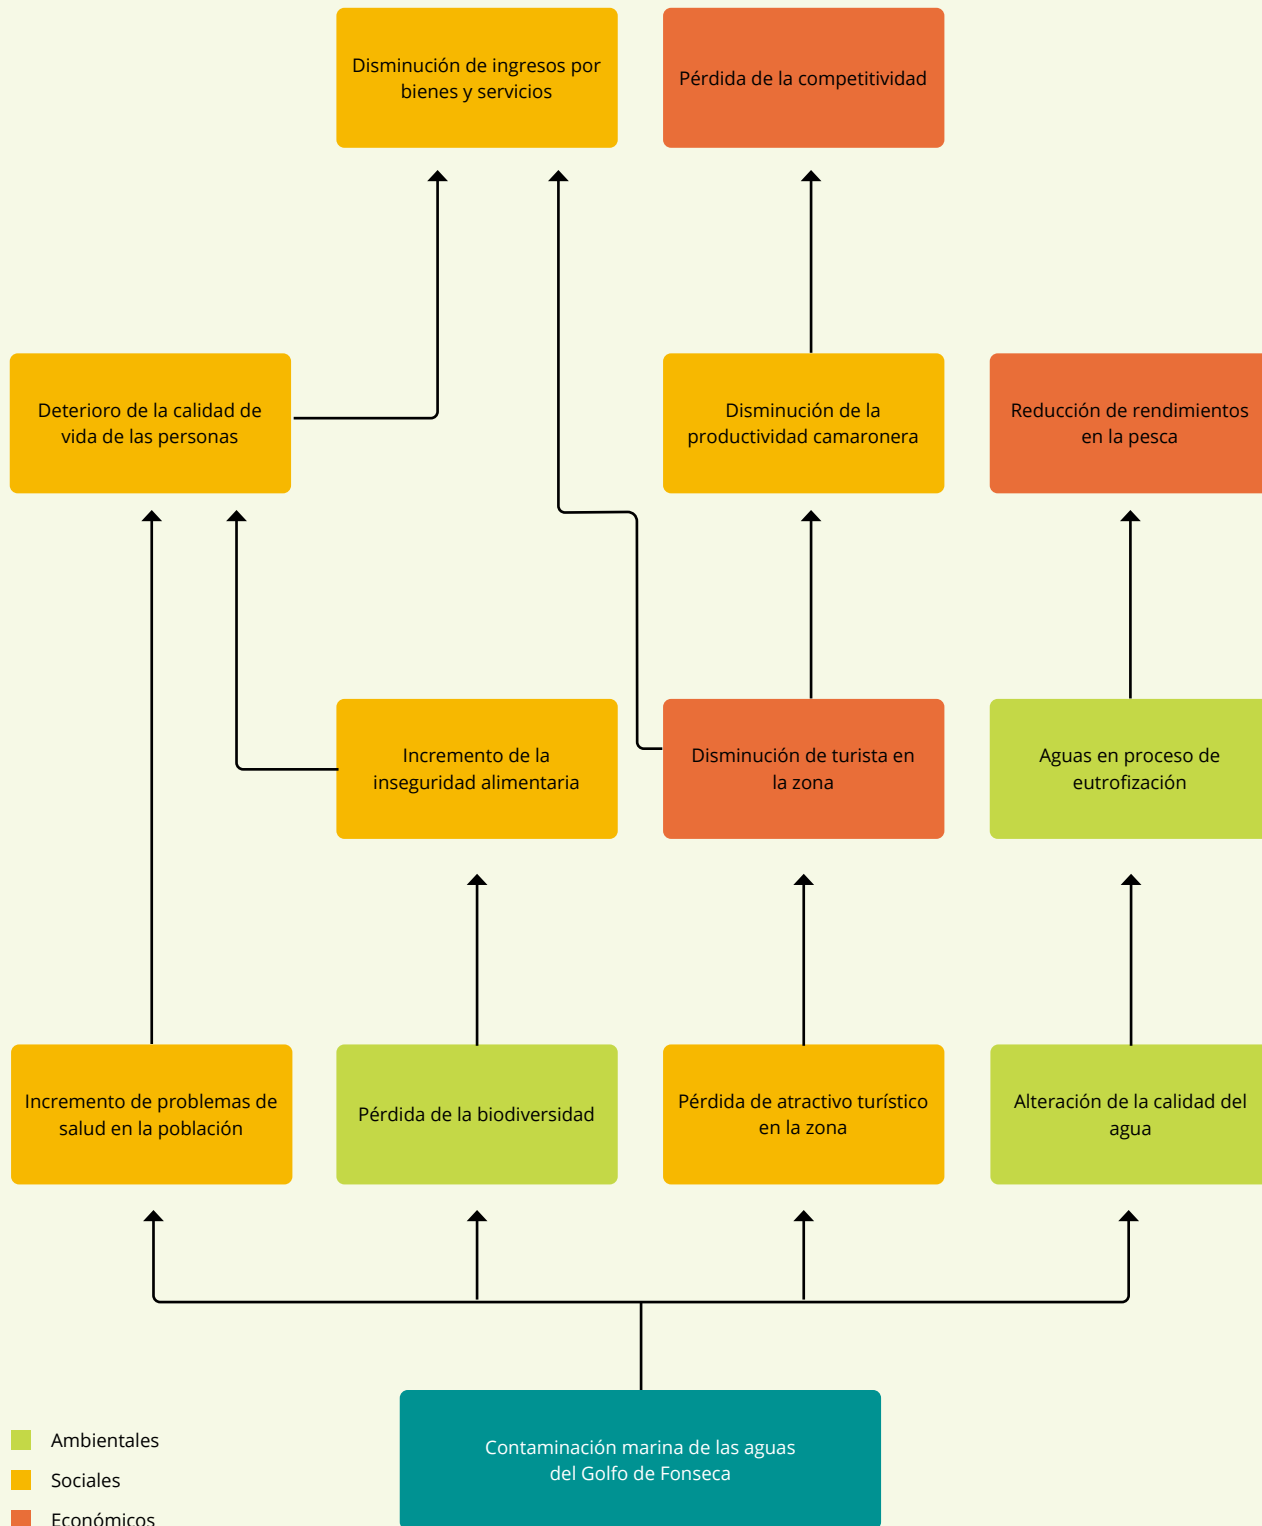 Disminución de ingresos por
bienes y servicios
Pérdida de la competitividad
Deterioro de la calidad de
vida de las personas
Disminución de la
productividad camaronera
Reducción de rendimientos
en la pesca
Incremento de la
inseguridad alimentaria
Disminución de turista en
la zona
Aguas en proceso de
eutrofización
Incremento de problemas de
salud en la población
Pérdida de la biodiversidad
Pérdida de atractivo turístico
en la zona
Alteración de la calidad del
agua
Contaminación marina de las aguas
del Golfo de Fonseca
Ambientales
Sociales
Económicos